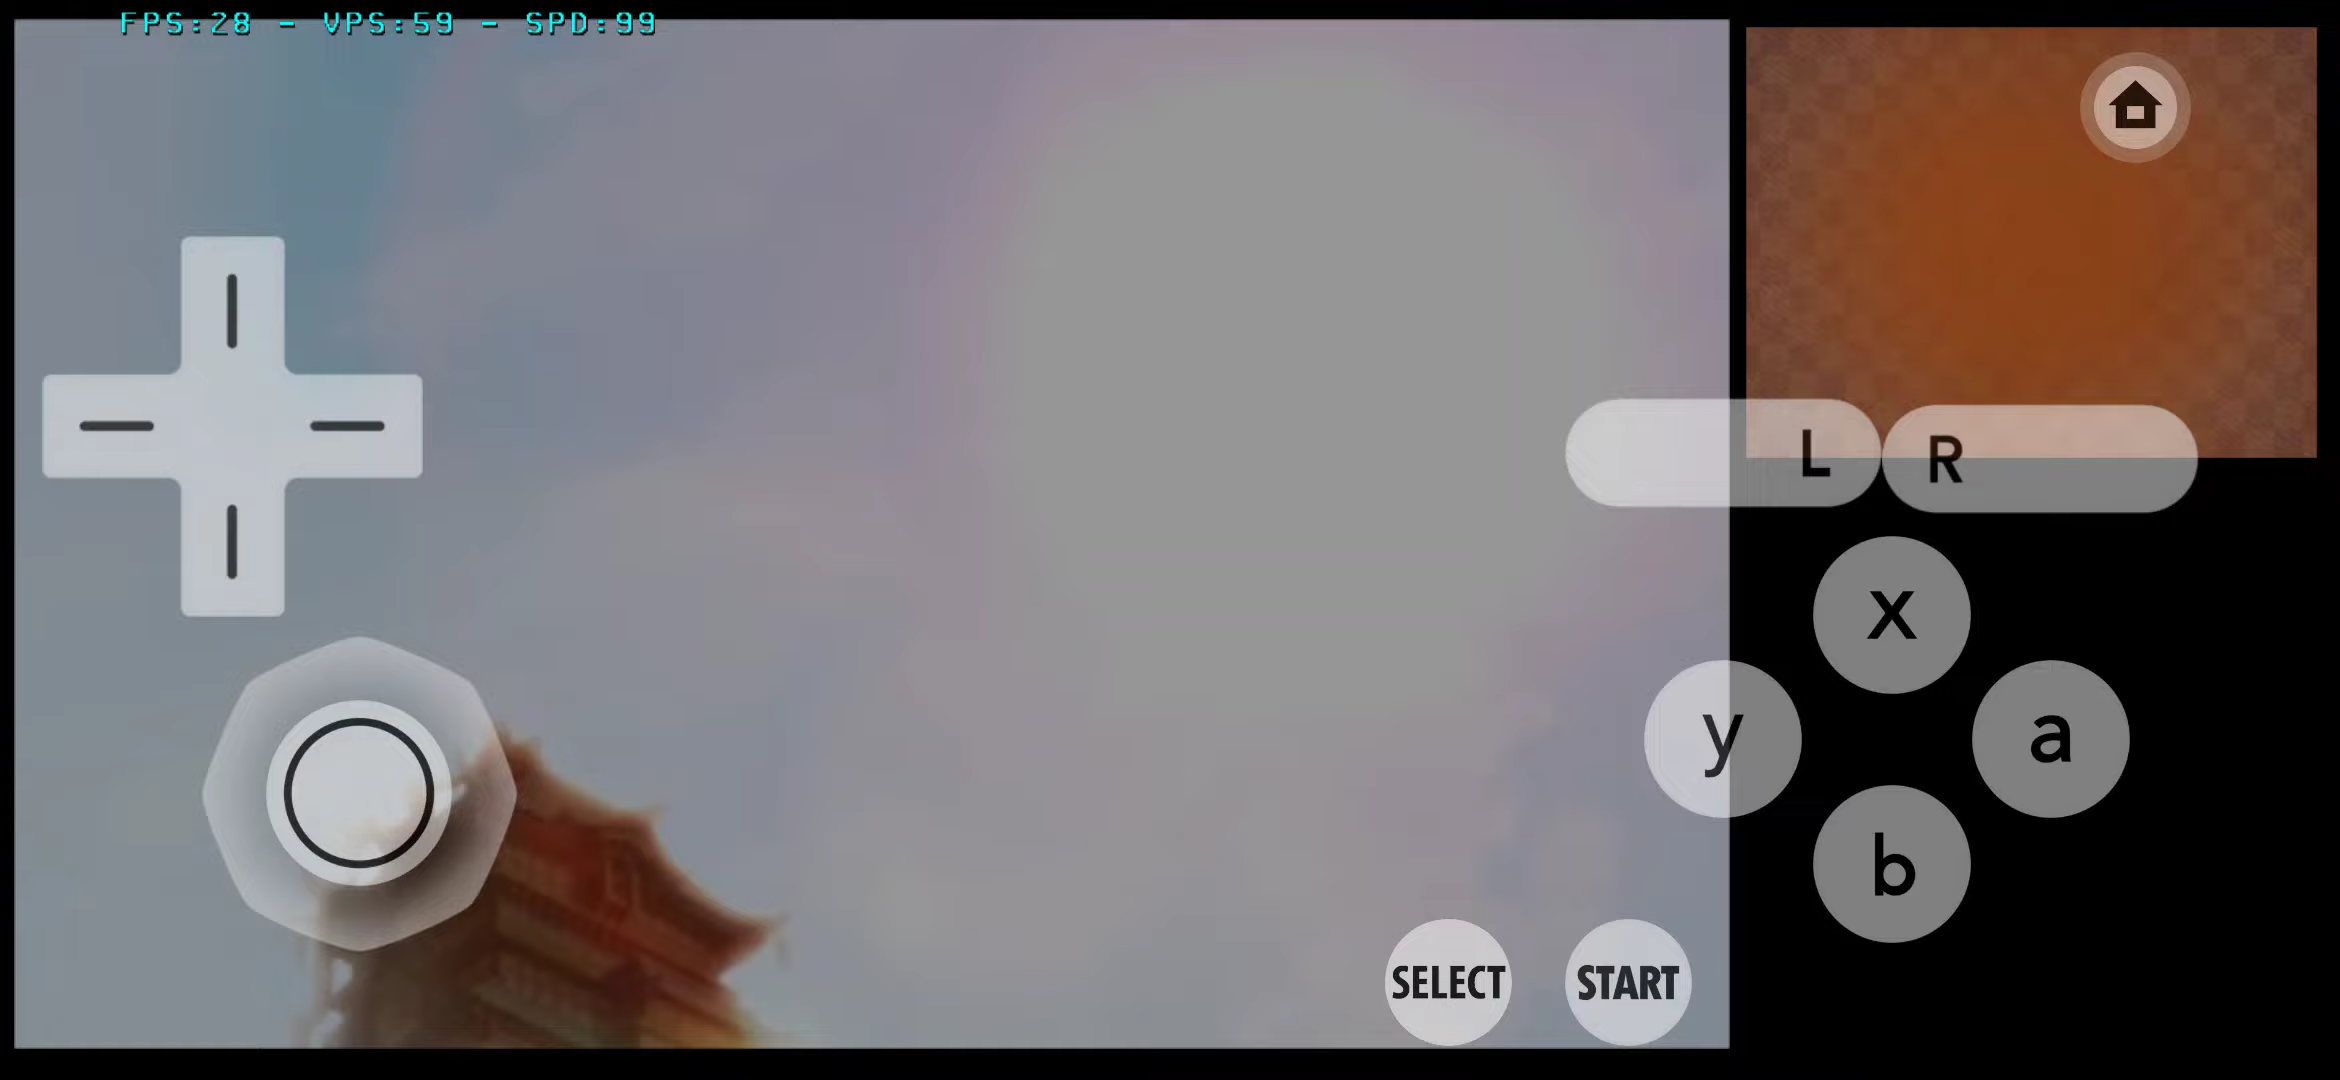 FPS:28 - VPS:59 - SPD:99
L R
x
y a
b
SELECT START